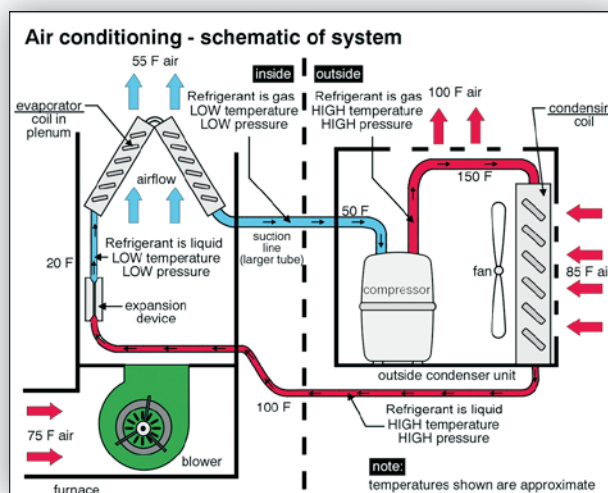 Air conditioning - schematic of system
55 F air
inside
outside
evaporator
coil in
plenum
Refrigerant is gas
LOW temperature
LOW pressure
Refrigerant is gas
HIGH temperature
HIGH pressure
100 F air
condensing
coil
airflow
150 F
50 F
suction
line
(larger tube)
Refrigerant is liquid
LOW temperature
LOW pressure
20 F
compressor
fan
85 F air
expansion
device
outside condenser unit
100 F
Refrigerant is liquid
HIGH temperature
HIGH pressure
75 F air
blower
furnace
note:
temperatures shown are approximate